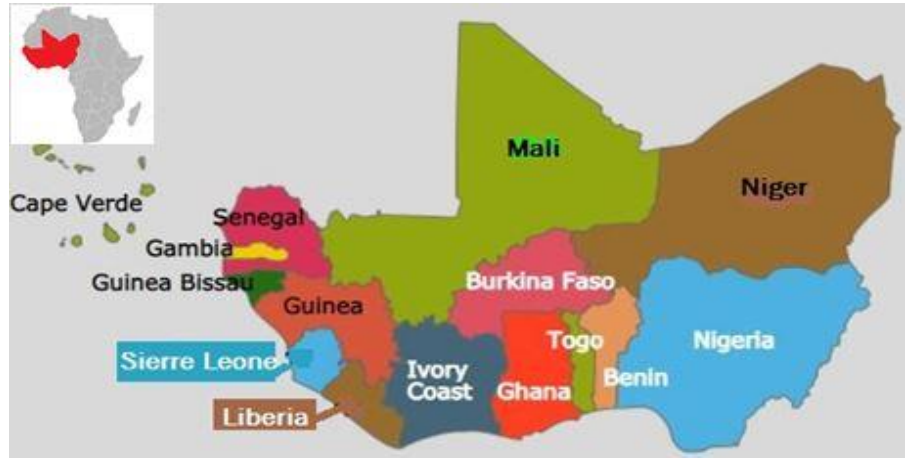 Mali
Niger
Cape Verde
Senegal
Gambia
Guinea Bissau
Burkina Faso
Guinea
Togo
Nigeria
Sierre Leone
Ivory
Coast
Ghana
Benin
Liberia